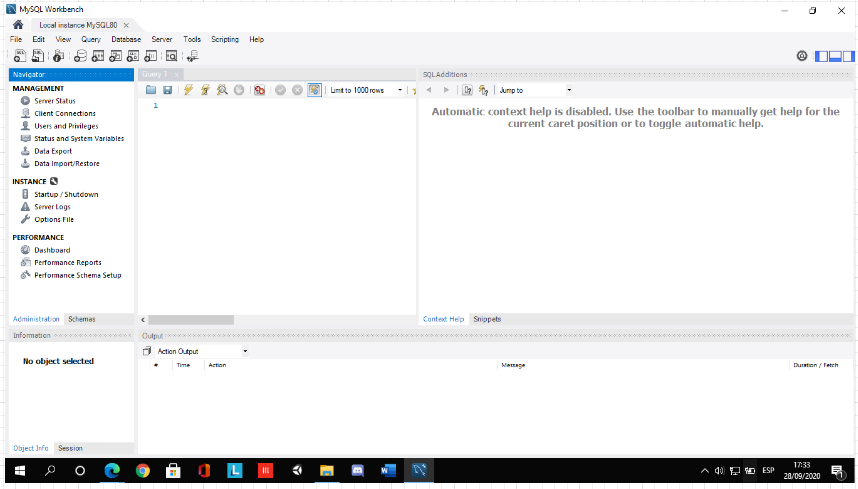 MySQL Workbench
Local instance MySQL80
File Edit View Query Database Server Tools Scripting Help
Navigator
MANAGEMENT
Server Status
Client Connections
Users and Privileges
Status and System Variables
Data Export
Data Import/Restore
INSTANCE
Startup / Shutdown
Server Logs
Options File
PERFORMANCE
Dashboard
Performance Reports
Performance Schema Setup
Administration Schemas
Information
No object selected
Object Info Session
Query 1
Limit to 1000 rows
1
SQLAdditions
Jump to
Automatic context help is disabled. Use the toolbar to manually get help for the
current caret position or to toggle automatic help.
Context Help Snippets
Output
Action Output
# Time Action Message Duration / Fetch
ESP
17:33
28/09/2020